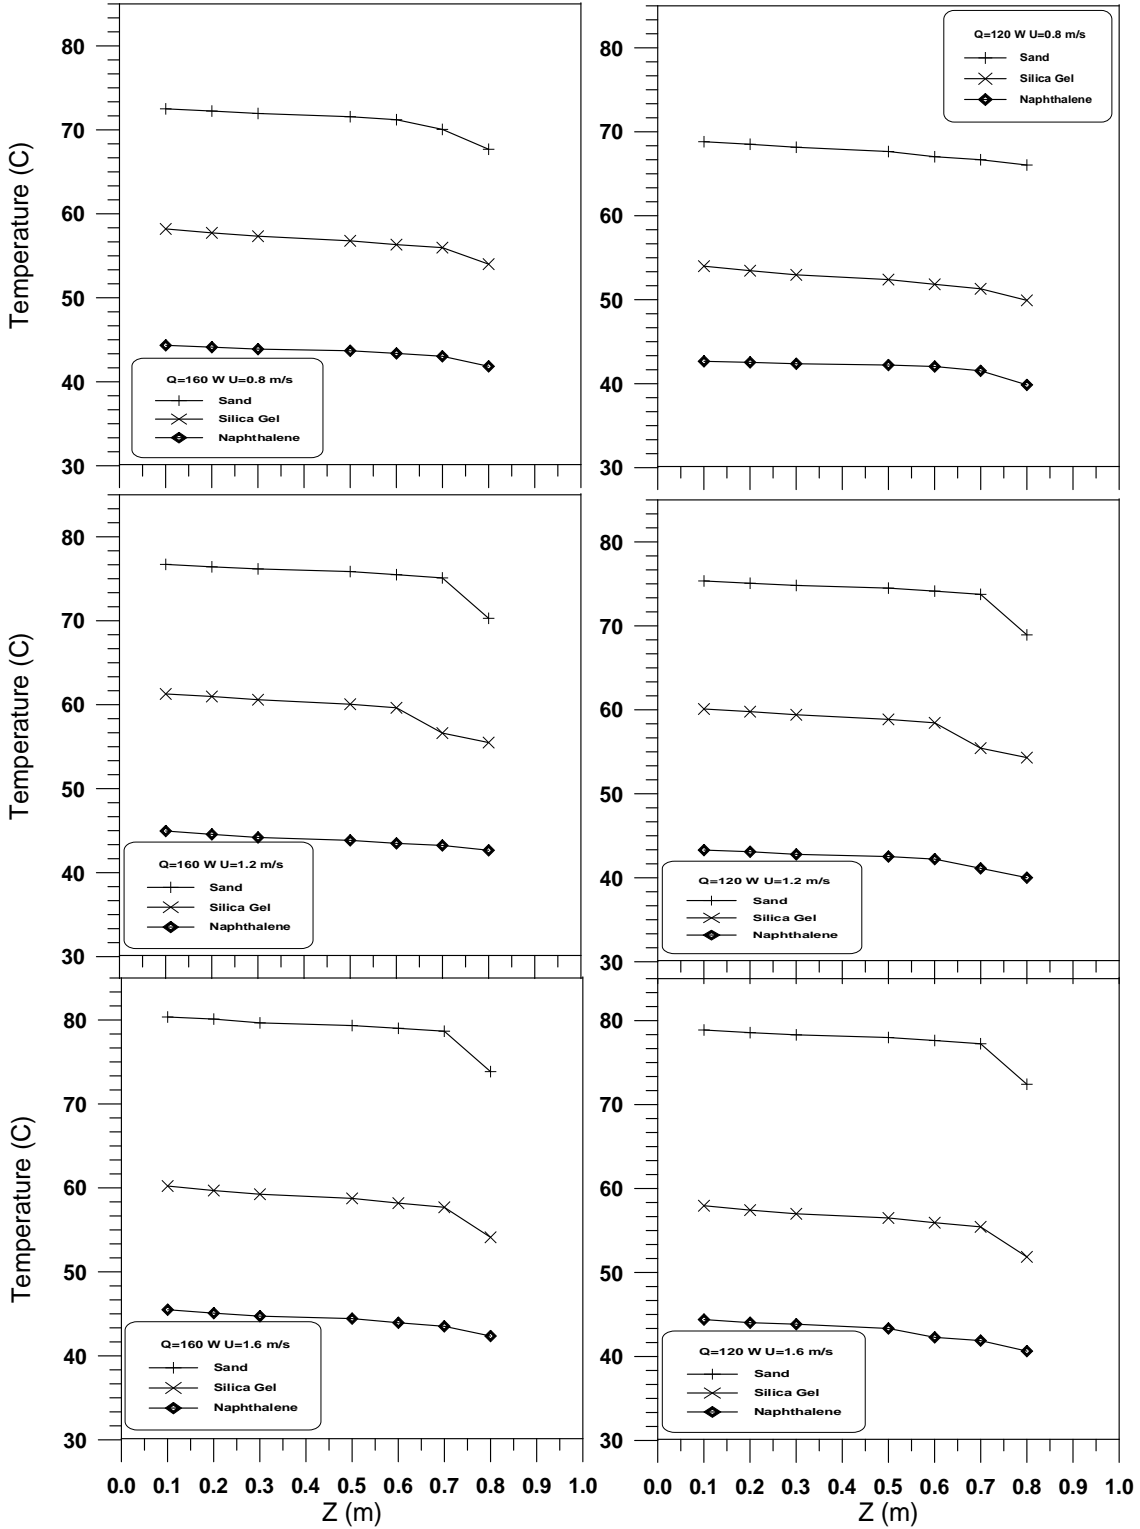 80
70
60
50
40
30
Temperature (C)
Q=160 W U=0.8 m/s
Sand
Silica Gel
Naphthalene
80
70
60
50
40
30
Q=120 W U=0.8 m/s
Sand
Silica Gel
Naphthalene
80
70
60
50
40
30
Temperature (C)
Q=160 W U=1.2 m/s
Sand
Silica Gel
Naphthalene
80
70
60
50
40
30
Q=120 W U=1.2 m/s
Sand
Silica Gel
Naphthalene
80
70
60
50
40
30
Temperature (C)
Q=160 W U=1.6 m/s
Sand
Silica Gel
Naphthalene
0.0 0.1 0.2 0.3 0.4 0.5 0.6 0.7 0.8 0.9 1.0
Z (m)
80
70
60
50
40
30
Q=120 W U=1.6 m/s
Sand
Silica Gel
Naphthalene
0.0 0.1 0.2 0.3 0.4 0.5 0.6 0.7 0.8 0.9 1.0
Z (m)